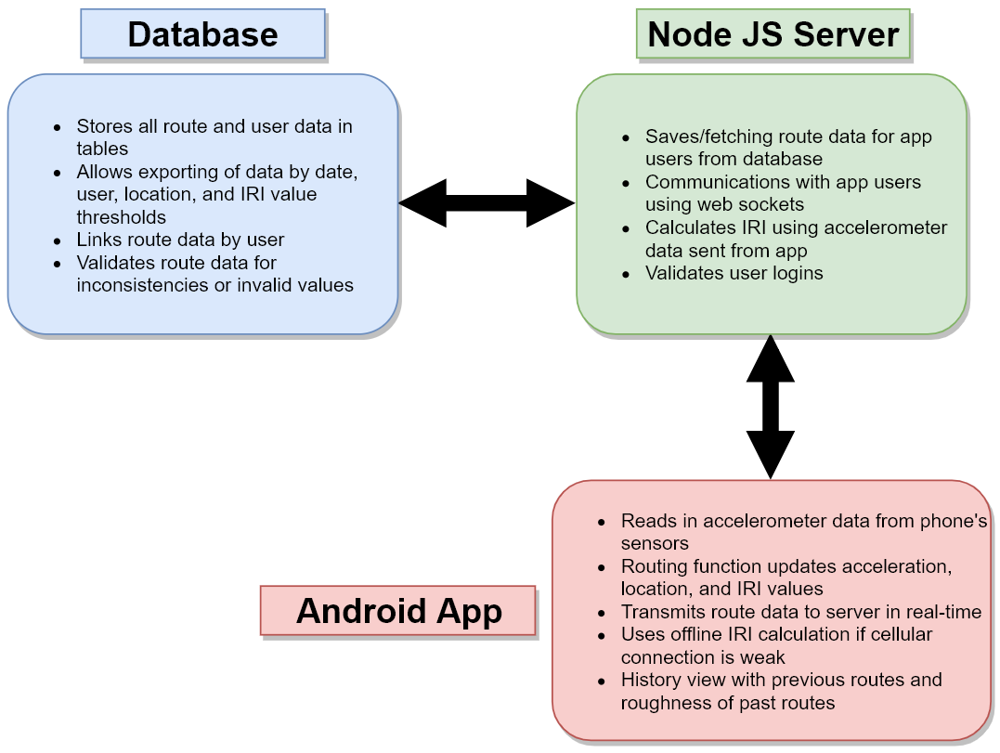 Database
Node JS Server
• Stores all route and user data in
tables
• Allows exporting of data by date,
user, location, and IRI value
thresholds
• Links route data by user
• Validates route data for
inconsistencies or invalid values
• Saves/fetching route data for app
users from database
• Communications with app users
using web sockets
• Calculates IRI using accelerometer
data sent from app
• Validates user logins
Android App
• Reads in accelerometer data from phone's
sensors
• Routing function updates acceleration,
location, and IRI values
• Transmits route data to server in real-time
• Uses offline IRI calculation if cellular
connection is weak
• History view with previous routes and
roughness of past routes